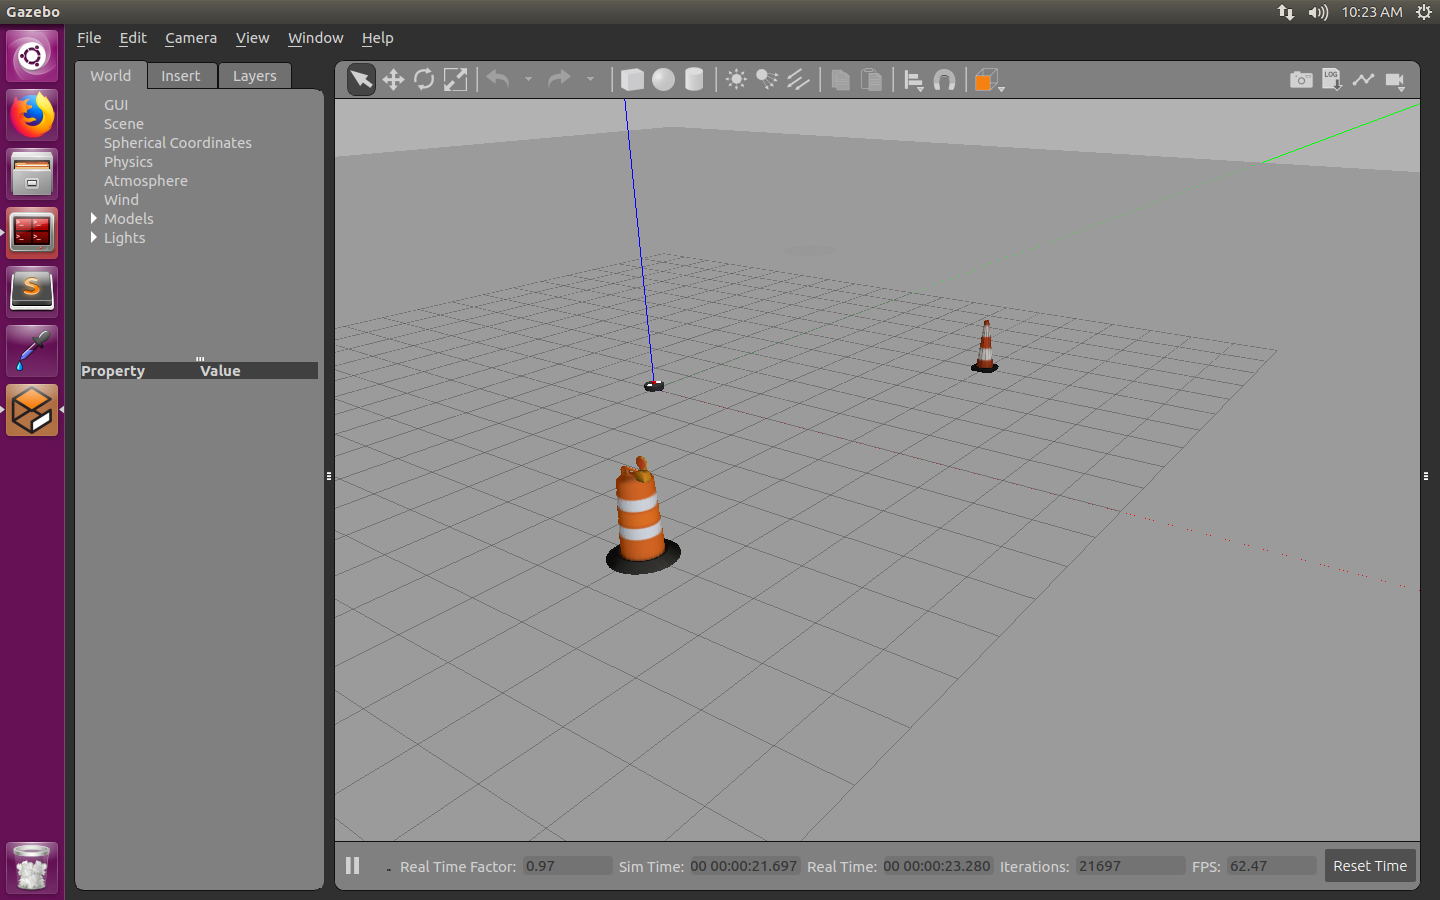 Gazebo
10:23 AM
File Edit Camera View Window Help
World Insert Layers
GUI
Scene
Spherical Coordinates
Physics
Atmosphere
Wind
Models
Lights
Property Value
LOG
Real Time Factor: 0.97 Sim Time: 00 00:00:21.697 Real Time: 00 00:00:23.280 Iterations: 21697 FPS: 62.47 Reset Time